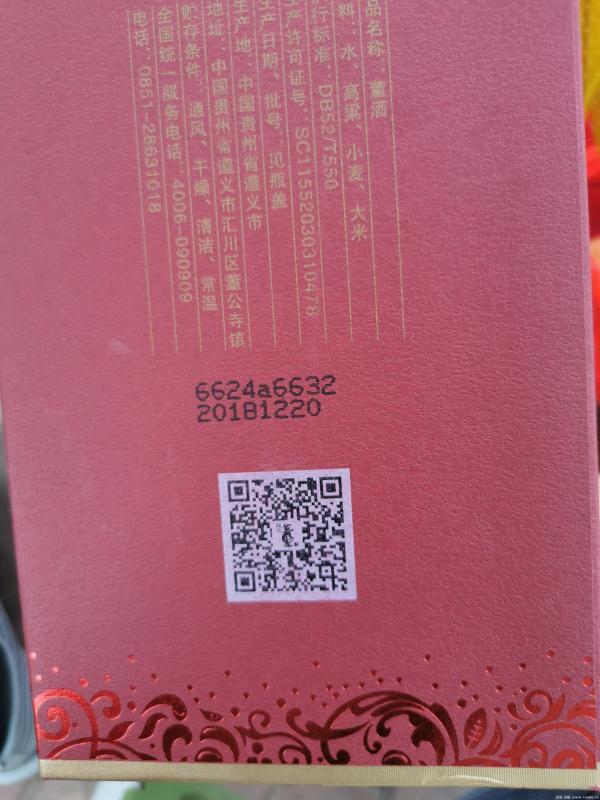 品名称：董酒
料：水、高粱、小麦、大米
行标准：DB52/T550
产许可证号：SC11552030310478
生产日期、批号：见瓶盖
生产地：中国贵州省遵义市
地址：中国贵州省遵义市汇川区董公寺镇
贮存条件：通风、干燥、清洁、常温
全国统一服务电话：4006-090909
电话：0851-28631018
6624a6632
20181220